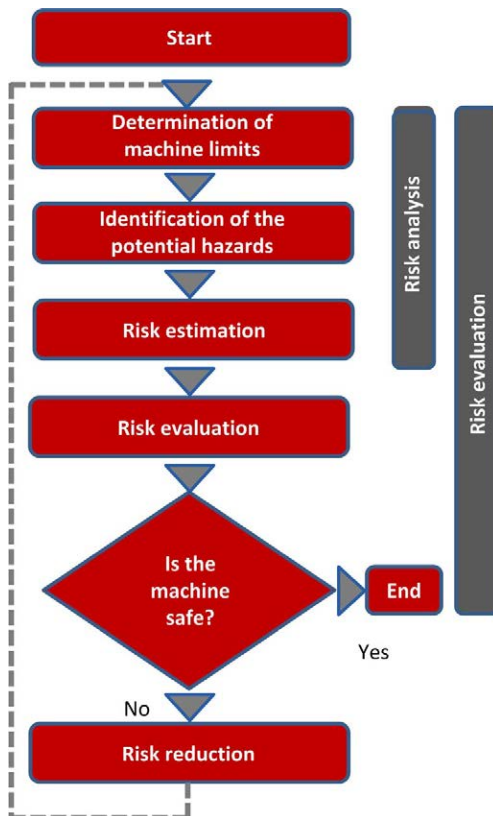 Start
Determination of
machine limits
Identification of the
potential hazards
Risk estimation
Risk evaluation
Is the
machine
safe?
End
Yes
No
Risk reduction
Risk analysis
Risk evaluation